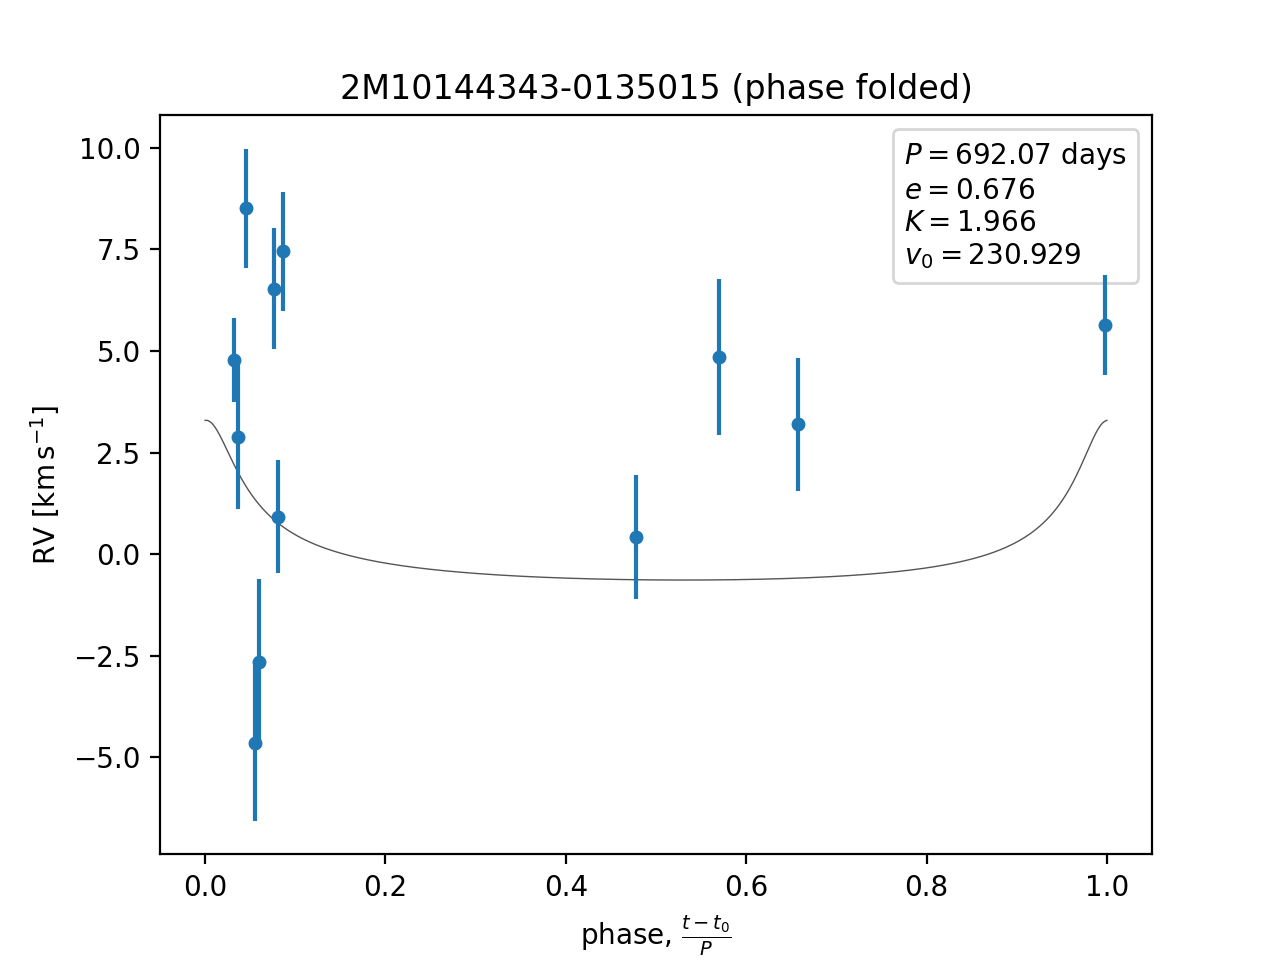 2M10144343-0135015 (phase folded)
P = 692.07 days
e = 0.676
K = 1.966
v₀ = 230.929
10.0
7.5
5.0
2.5
0.0
−2.5
−5.0
RV [km s⁻¹]
0.0 0.2 0.4 0.6 0.8 1.0
phase, (t − t₀)/P